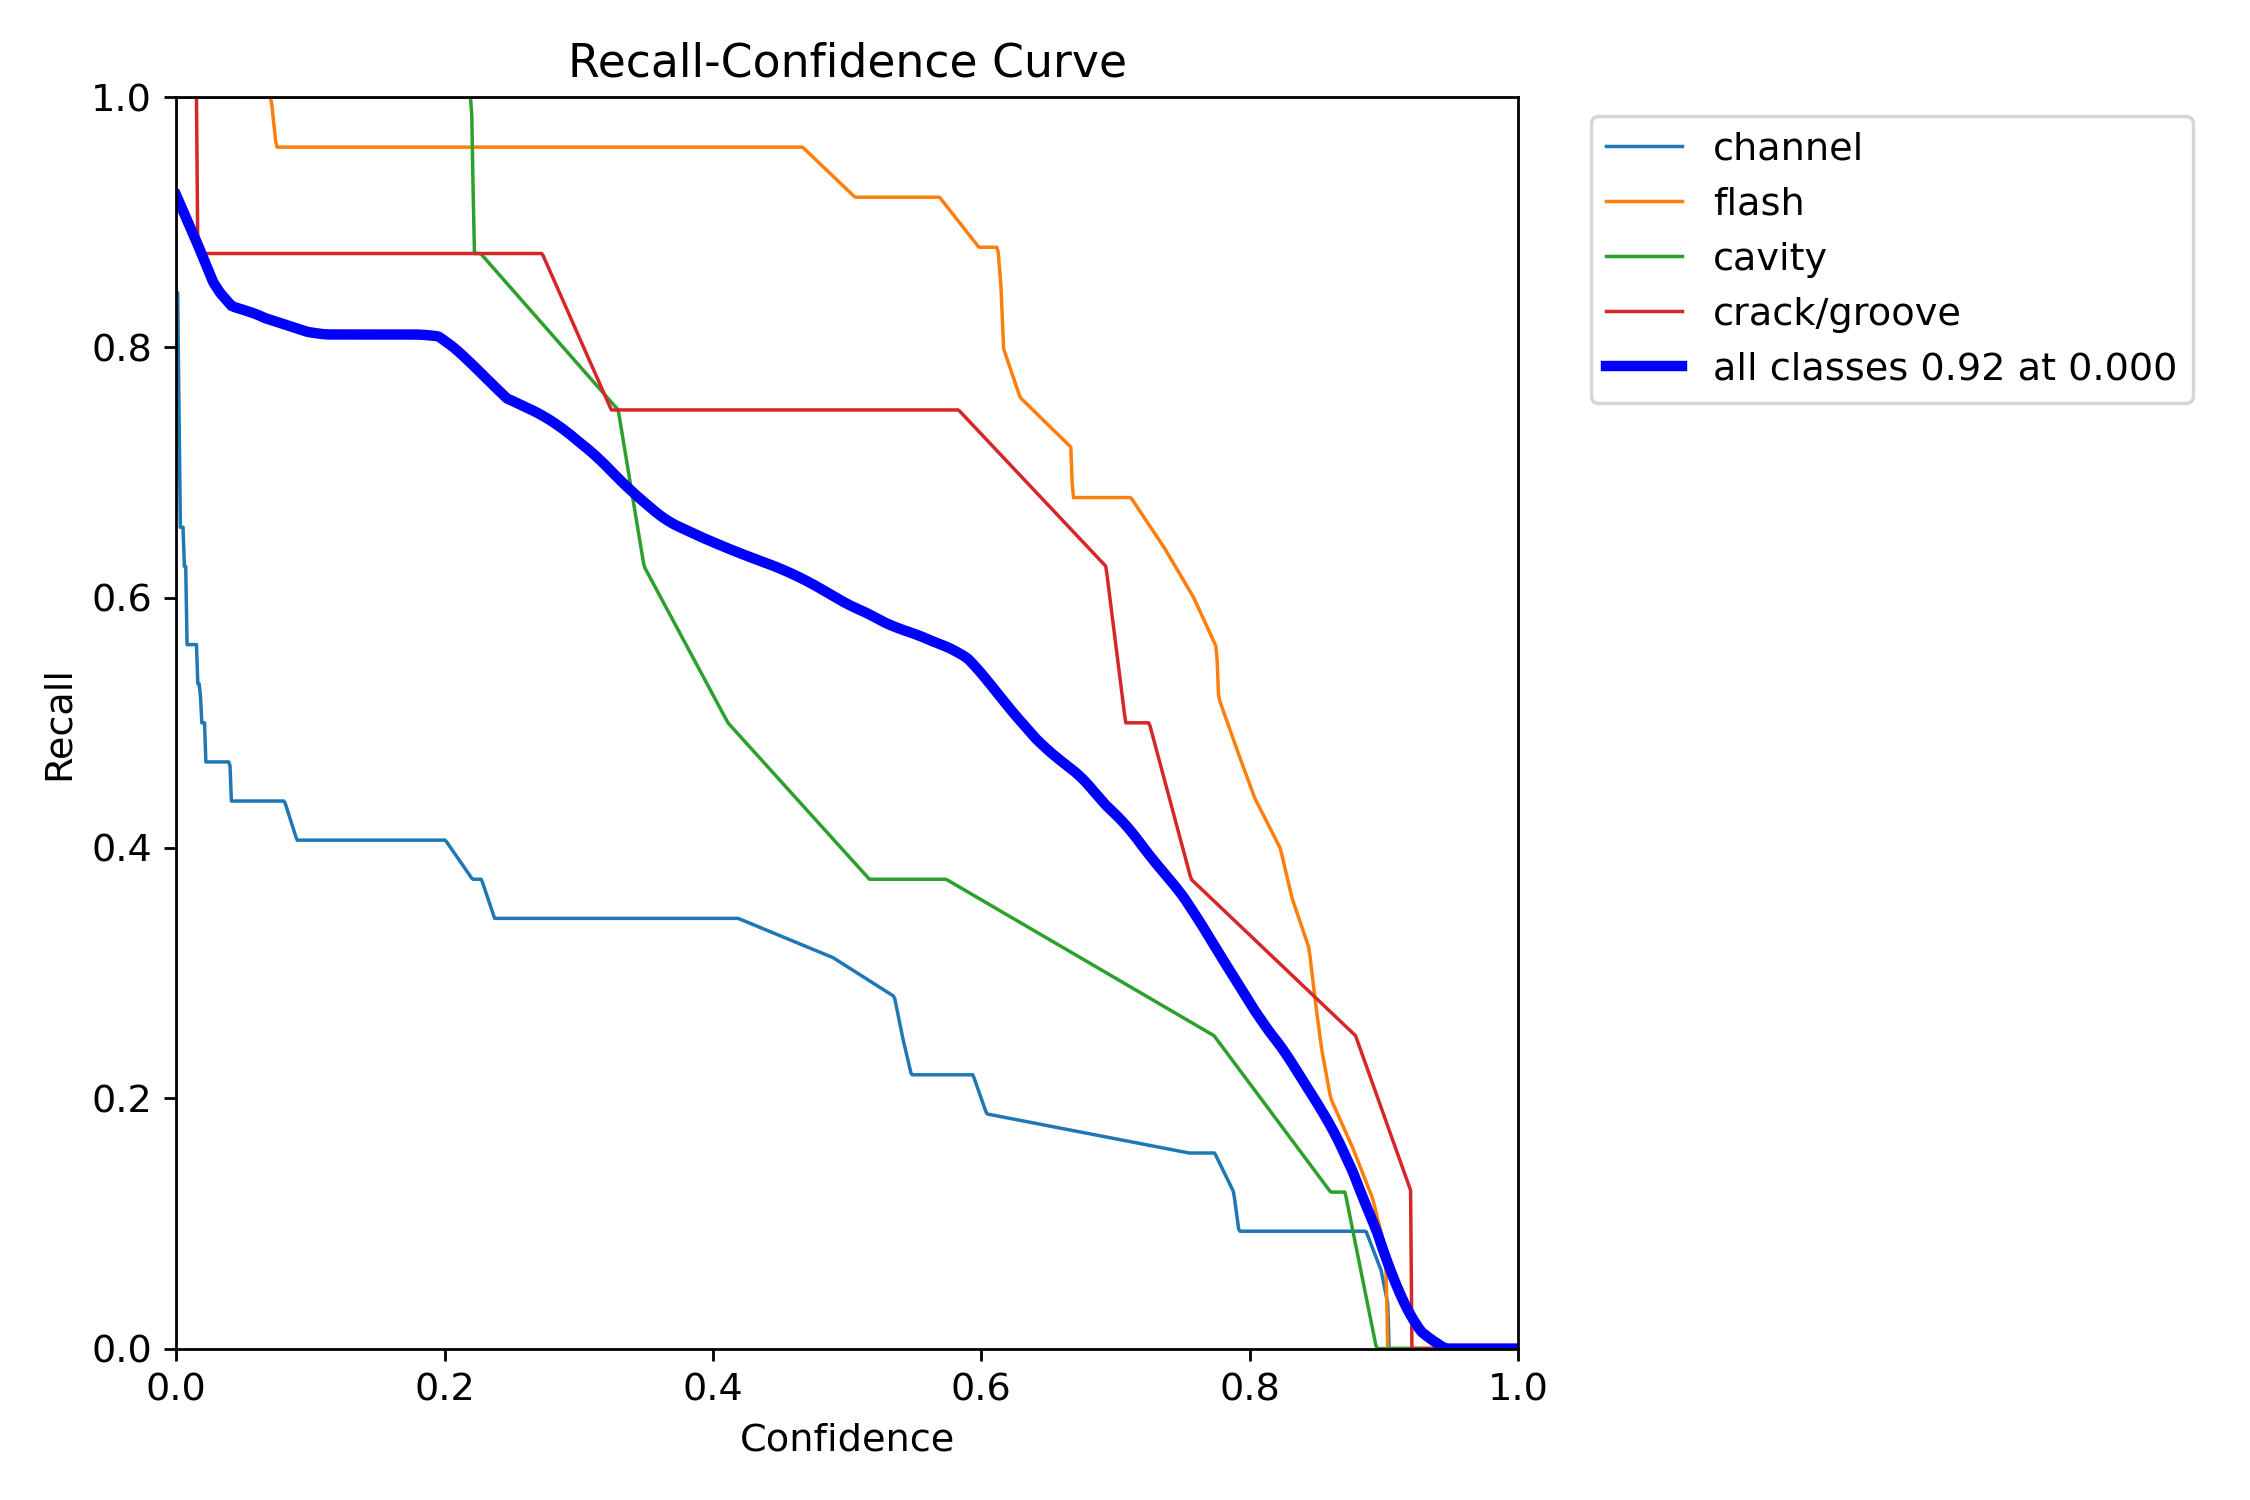 Recall-Confidence Curve
1.0
0.8
0.6
0.4
0.2
0.0
Recall
0.0 0.2 0.4 0.6 0.8 1.0
Confidence
channel
flash
cavity
crack/groove
all classes 0.92 at 0.000